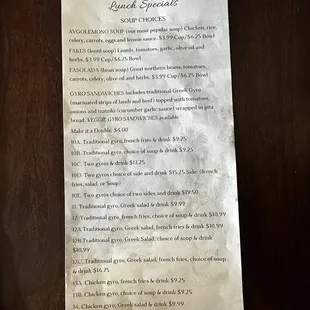 Lunch Specials
SOUP CHOICES
AVGOLEMONO SOUP (our most popular soup) Chicken, rice,
celery, carrots, eggs and lemon sauce. $3.99 Cup/$6.25 Bowl
FAKES (lentil soup) Lentils, tomatoes, garlic, olive oil and
herbs. $3.99 Cup/$6.25 Bowl
FASOLADA (bean soup) Great northern beans, tomatoes,
carrots, celery, olive oil and herbs. $3.99 Cup/$6.25 Bowl
GYRO SANDWICHES Includes traditional Greek Gyro
(marinated strips of lamb and beef) topped with tomatoes,
onions and tzatziki (cucumber garlic sauce) wrapped in pita
bread. VEGGIE GYRO SANDWICHES available
Make it a Double. $4.00
10A. Traditional gyro, french fries & drink $9.25
10B. Traditional gyro, choice of soup & drink $9.25
10C. Two gyros & drink $13.25
10D. Two gyros choice of side and drink $15.25 Side: (french
fries, salad, or Soup)
10E. Two gyros choice of two sides and drink $19.50
11. Traditional gyro, Greek salad & drink $9.99
12. Traditional gyro, french fries, choice of soup & drink $10.99
12A Traditional gyro, Greek salad, french fries & drink $10.99
12B Traditional gyro, Greek Salad, choice of soup & drink
$10.99
12C. Traditional gyro, Greek salad, french fries, choice of soup
& drink $14.25
13A. Chicken gyro, french fries & drink $9.25
13B. Chicken gyro, choice of soup & drink $9.25
14. Chicken gyro, Greek salad & drink $9.99